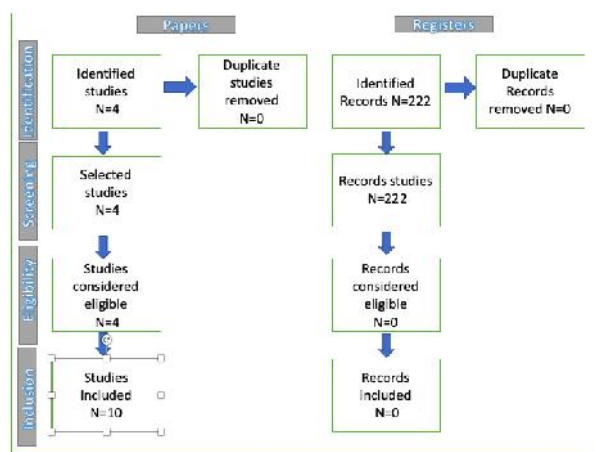 Papers
Registers
Identification
Identified
studies
N=4
Duplicate
studies
removed
N=0
Identified
Records N=222
Duplicate
Records
removed N=0
Screening
Selected
studies
N=4
Records studies
N=222
Eligibility
Studies
considered
eligible
N=4
Records
considered
eligible
N=0
Inclusion
Studies
Included
N=10
Records
included
N=0